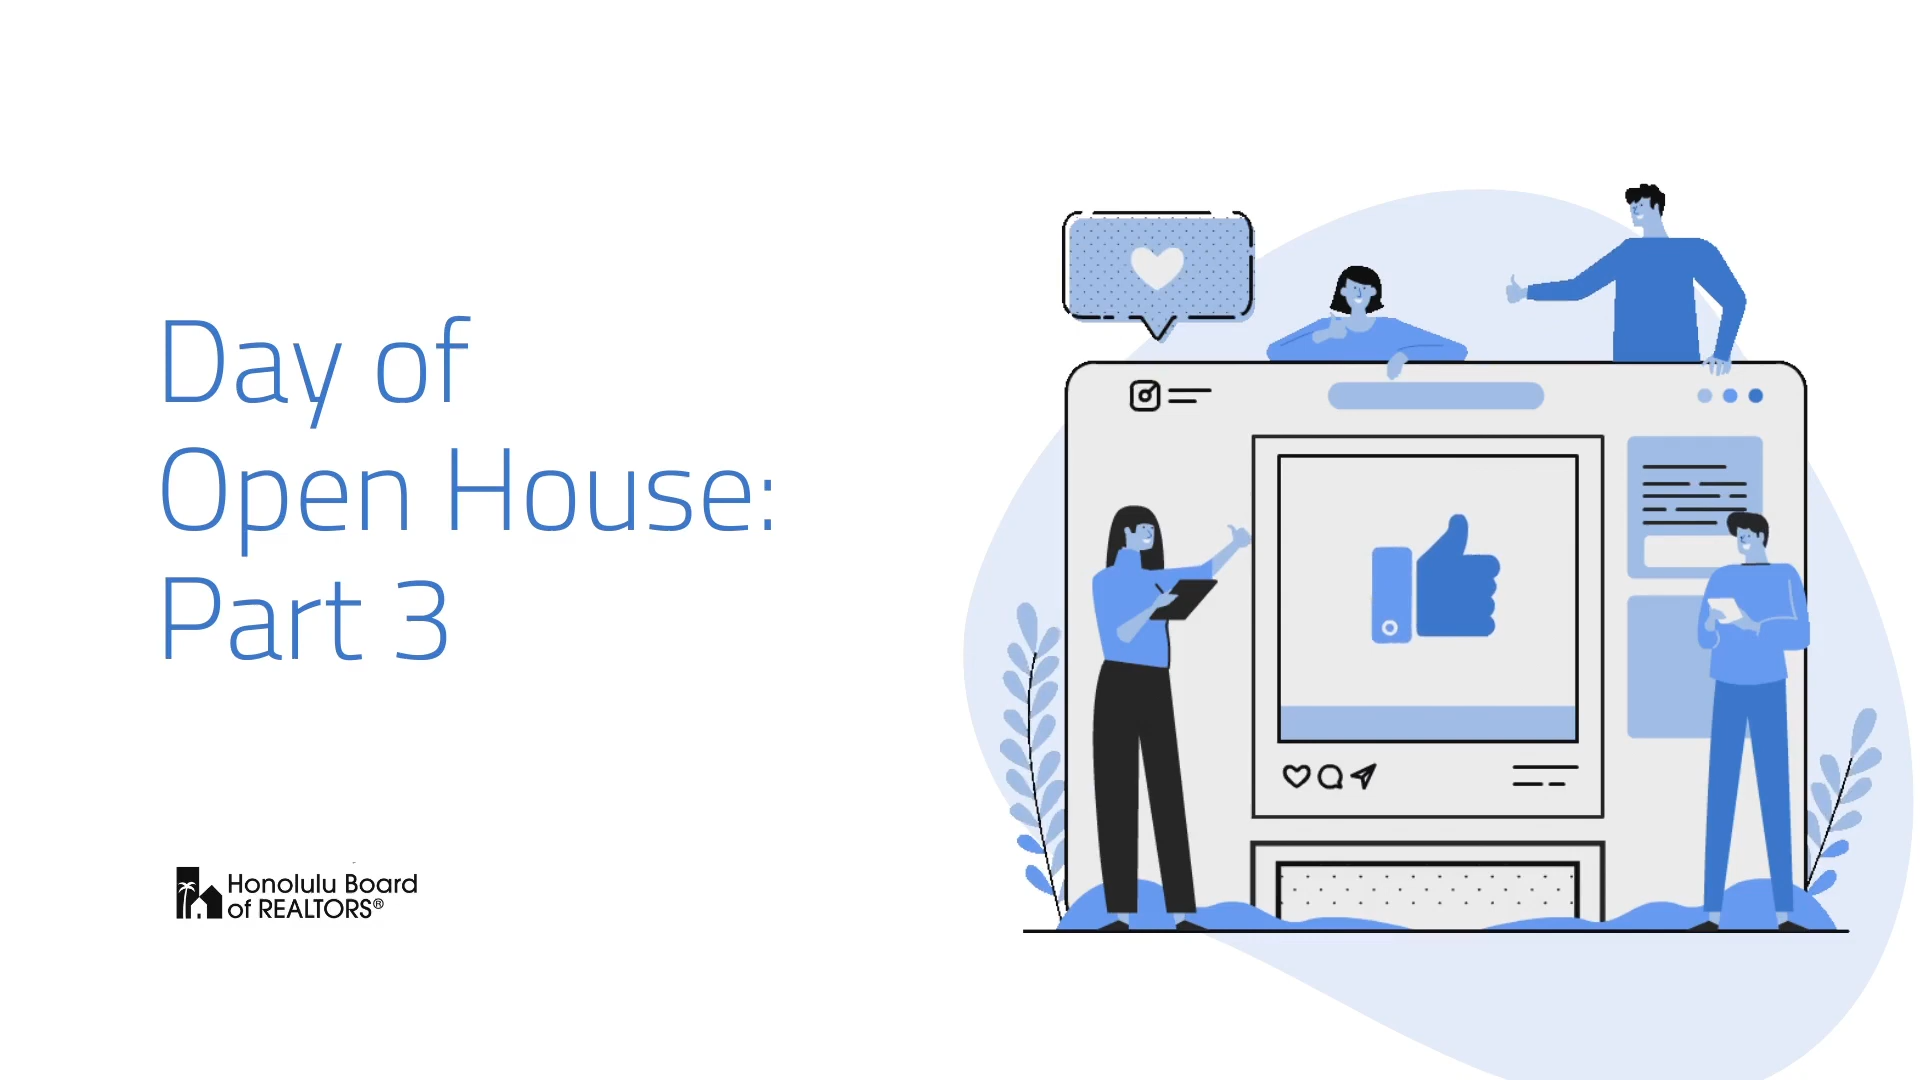 Day of
Open House:
Part 3
Honolulu Board
of REALTORS®